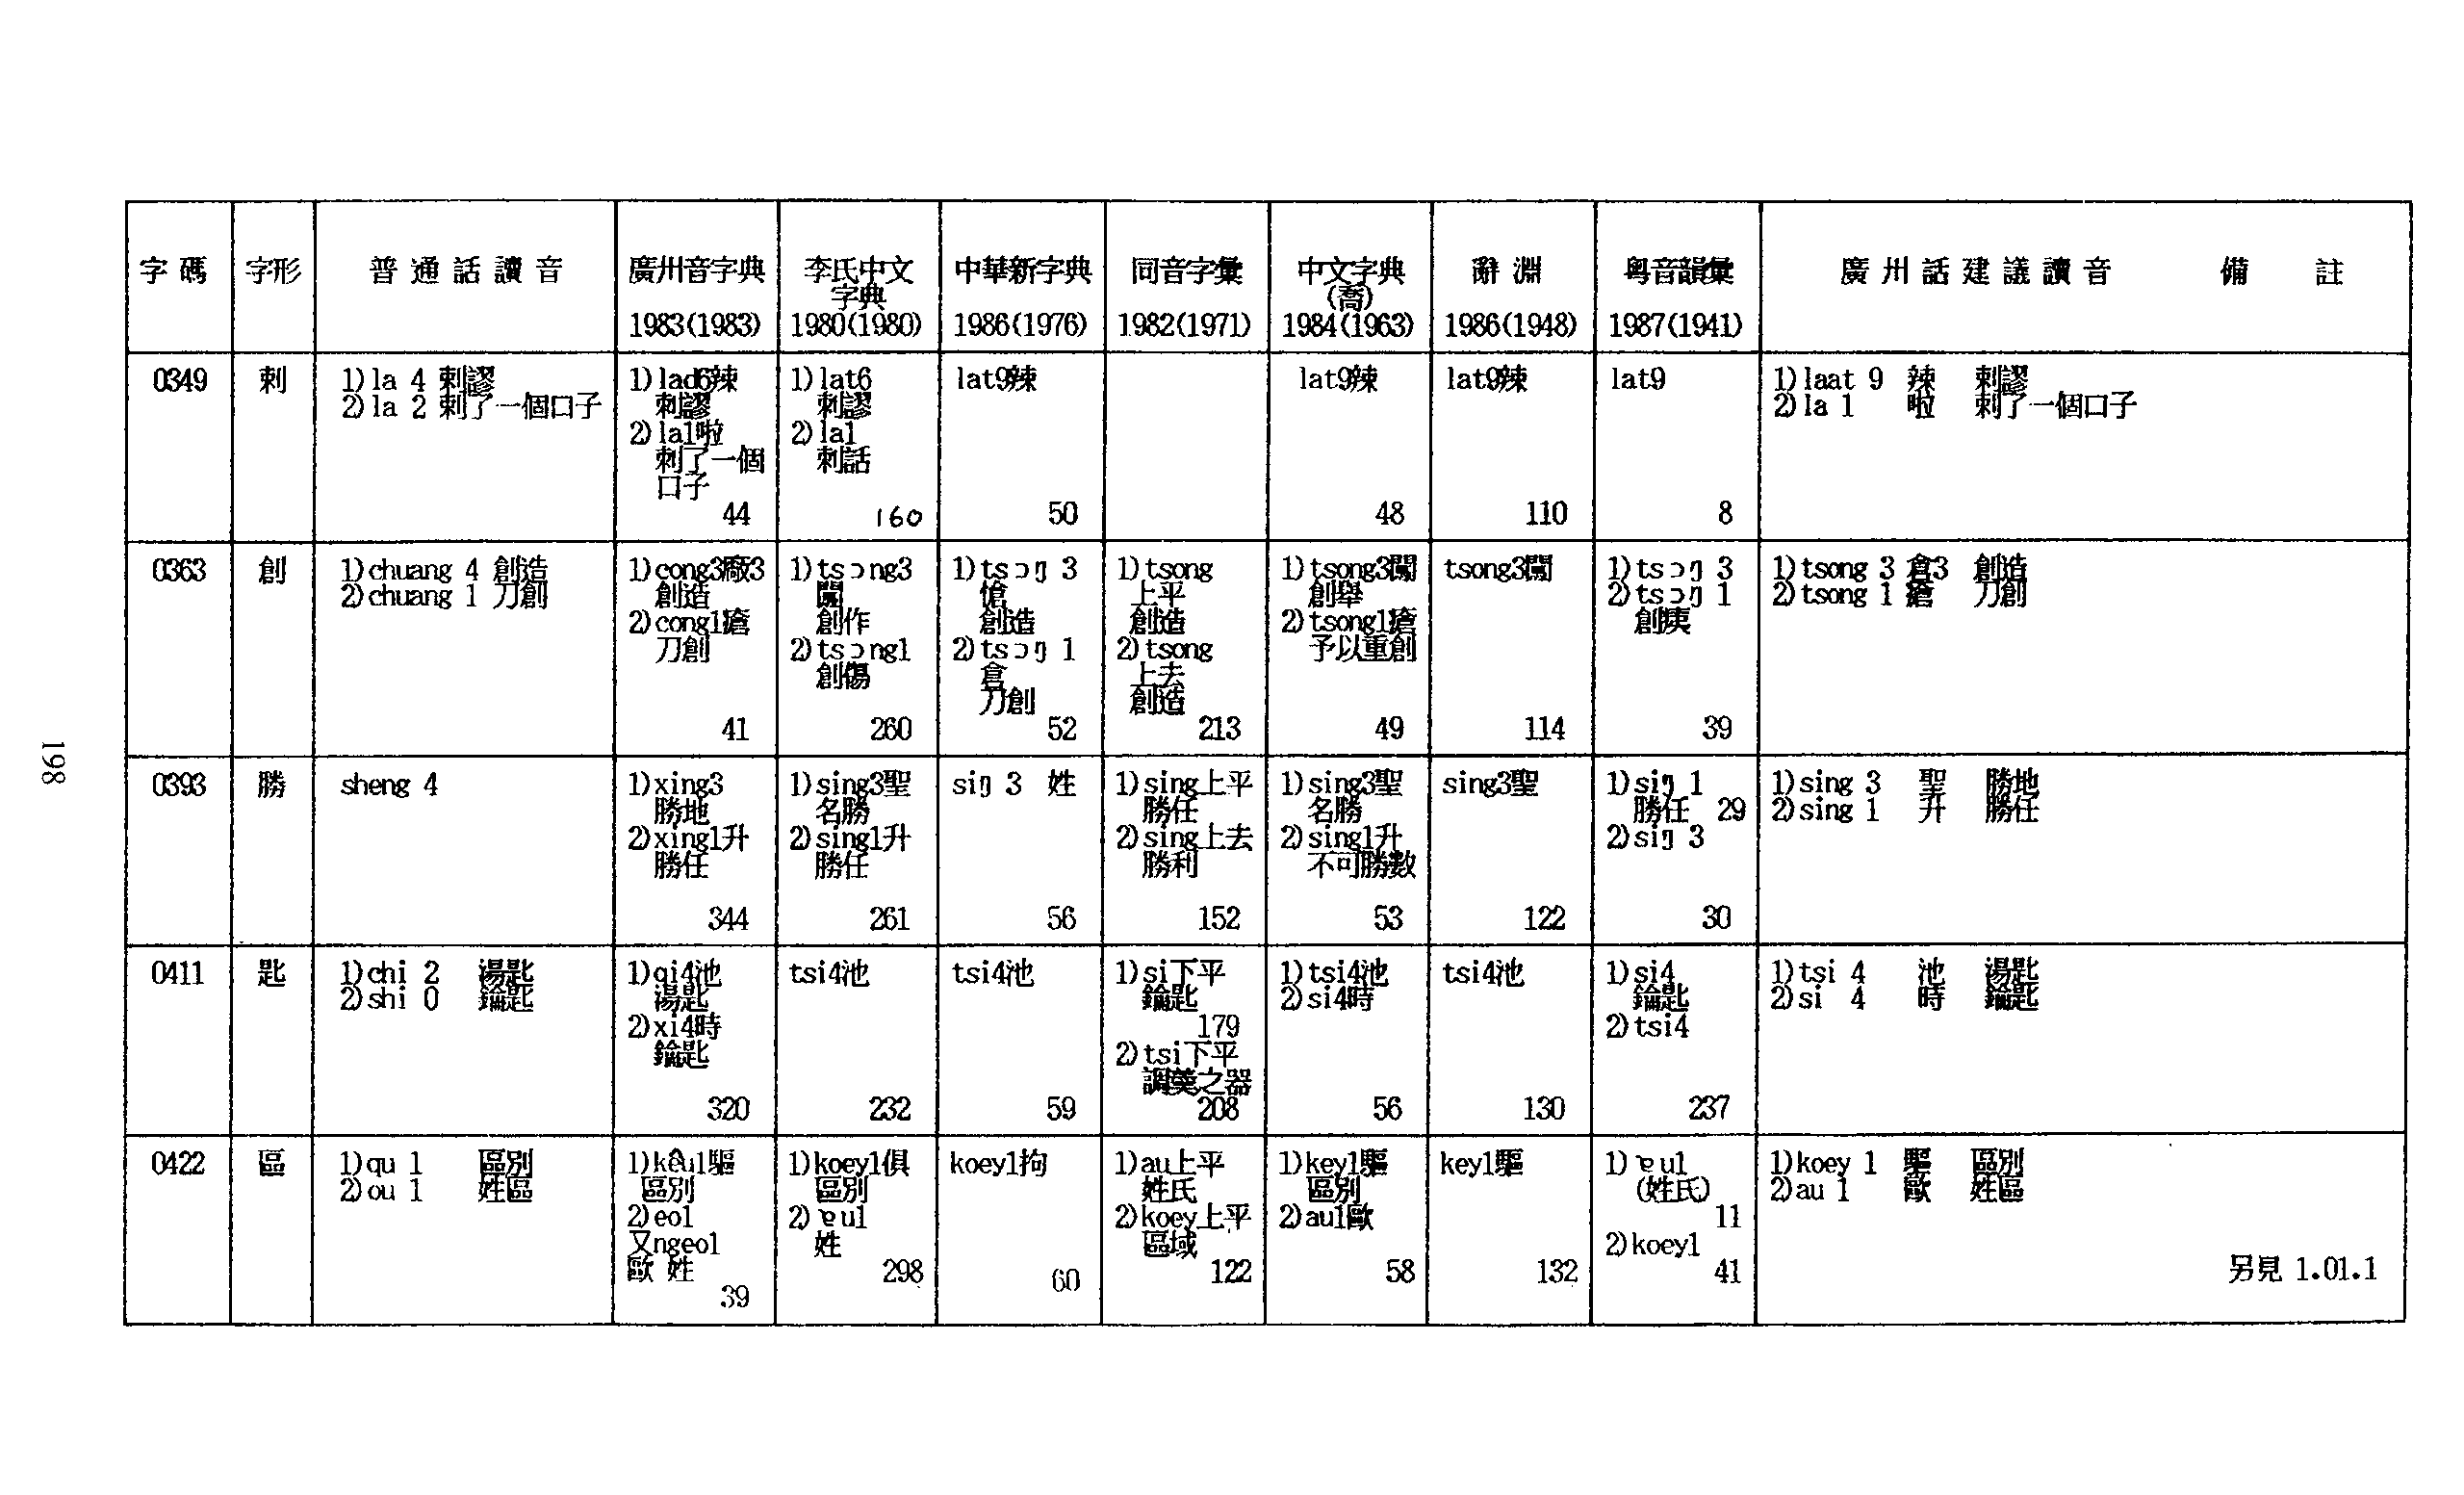 字碼 字形 普通話讀音 廣州音字典 李氏中文 中華新字典 同音字彙 中文字典 辭淵 粵音韻彙 廣州話建議讀音 備註
字典 (喬)
1983(1983) 1980(1980) 1986(1976) 1982(1971) 1984(1963) 1986(1948) 1987(1941)
0349 刺 1)la 4 刺謬 1)lad6辣 1)lat6 lat9辣 lat9辣 lat9辣 lat9 1)laat 9 辣 刺謬
2)la 2 刺了一個口子 刺謬 刺謬 2)la 1 啦 刺了一個口子
2)la1啦 2)la1
刺了一個 刺話
口子
44 160 50 48 110 8
0363 創 1)chuang 4 創造 1)cong3廠3 1)tsɔng3 1)tsɔŋ 3 1)tsong 1)tsong3闖 tsong3闖 1)tsɔŋ 3 1)tsong 3 倉3 創造
2)chuang 1 刀創 創造 闖 愴 上平 創舉 2)tsɔŋ 1 2)tsong 1 瘡 刀創
2)cong1瘡 創作 創造 創造 2)tsong1瘡 創痍
刀創 2)tsɔng1 2)tsɔŋ 1 2)tsong 予以重創
創傷 倉 上去
刀創 創造
41 260 52 213 49 114 39
0393 勝 sheng 4 1)xing3 1)sing3聖 siŋ 3 姓 1)sing上平 1)sing3聖 sing3聖 1)siŋ 1 1)sing 3 聖 勝地
勝地 名勝 勝任 名勝 勝任 29 2)sing 1 升 勝任
2)xing1升 2)sing1升 2)sing上去 2)sing1升 2)siŋ 3
勝任 勝任 勝利 不可勝數
344 261 56 152 53 122 30
0411 匙 1)chi 2 湯匙 1)qi4池 tsi4池 tsi4池 1)si下平 1)tsi4池 tsi4池 1)si4 1)tsi 4 池 湯匙
2)shi 0 鑰匙 湯匙 鑰匙 2)si4時 鑰匙 2)si 4 時 鑰匙
2)xi4時 179 2)tsi4
鑰匙 2)tsi下平
調羹之器
320 232 59 208 56 130 237
0422 區 1)qu 1 區別 1)kêu1驅 1)koey1俱 koey1拘 1)au上平 1)key1驅 key1驅 1)ɐu1 1)koey 1 驅 區別
2)ou 1 姓區 區別 區別 姓氏 區別 (姓氏) 2)au 1 歐 姓區
2)eo1 2)ɐu1 2)koey上平 2)au1歐 11
又ngeo1 姓 區域 2)koey1
歐 姓 298 60 122 58 132 41 另見 1.01.1
39
198